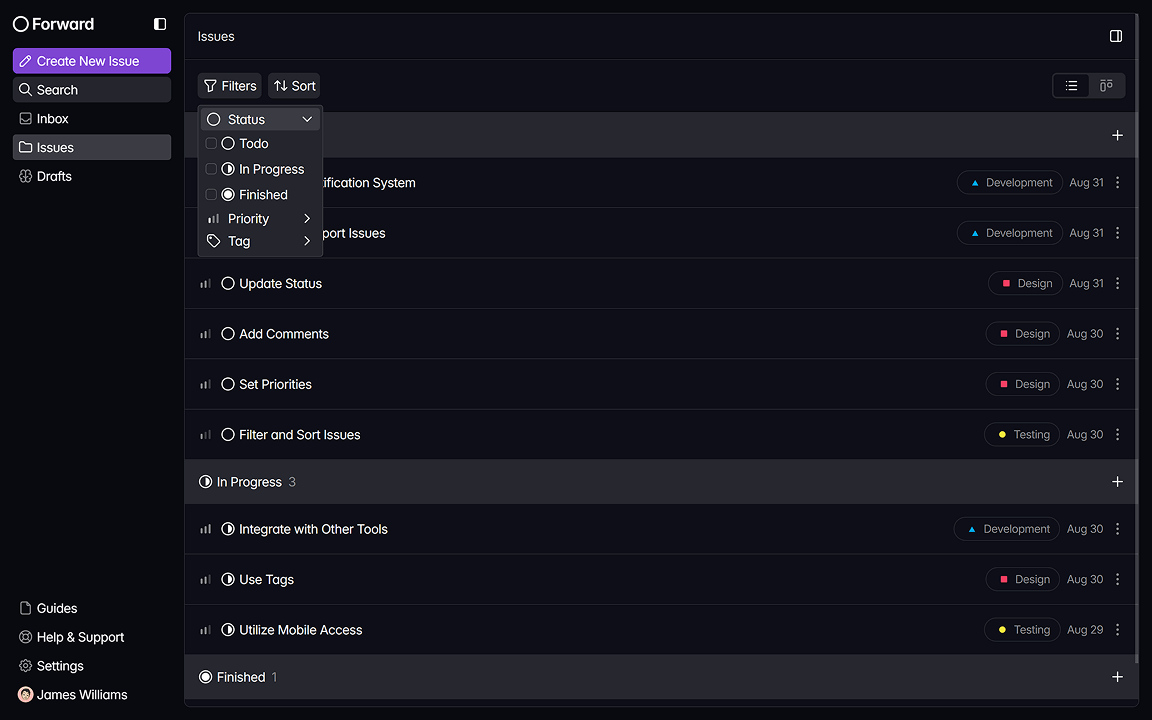 Forward
Create New Issue
Search
Inbox
Issues
Drafts
Guides
Help & Support
Settings
James Williams
Issues
Filters Sort
Status
Todo
In Progress
Finished
Priority
Tag
System Development Aug 31
Issues Development Aug 31
Update Status Design Aug 31
Add Comments Design Aug 30
Set Priorities Design Aug 30
Filter and Sort Issues Testing Aug 30
In Progress 3
Integrate with Other Tools Development Aug 30
Use Tags Design Aug 30
Utilize Mobile Access Testing Aug 29
Finished 1